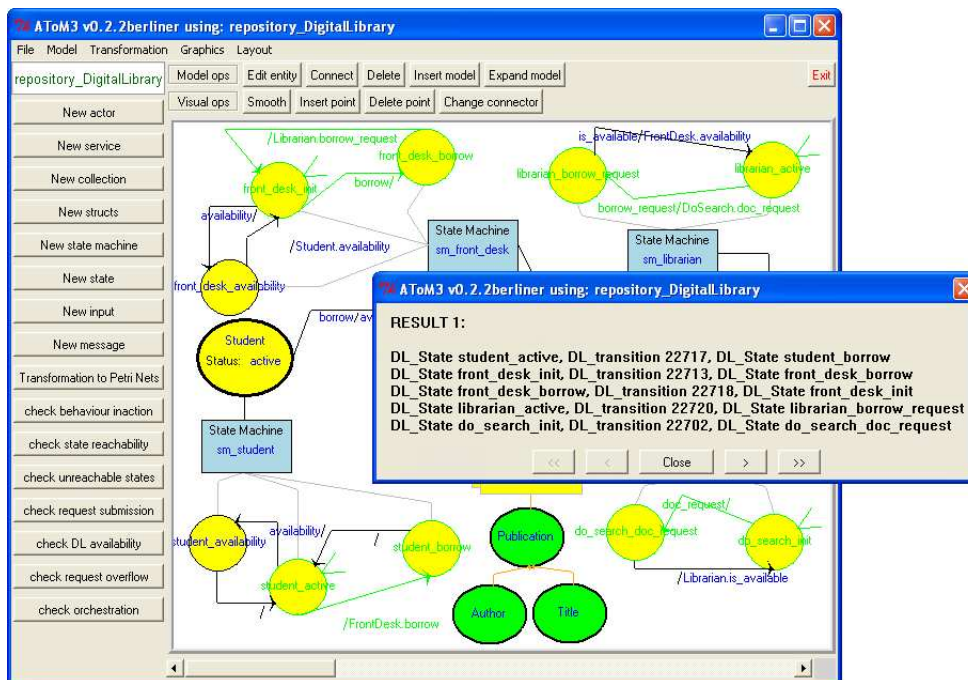 AToM3 v0.2.2berliner using: repository_DigitalLibrary
File Model Transformation Graphics Layout
repository_DigitalLibrary
Model ops Edit entity Connect Delete Insert model Expand model Exit
Visual ops Smooth Insert point Delete point Change connector
New actor
New service
New collection
New structs
New state machine
New state
New input
New message
Transformation to Petri Nets
check behaviour inaction
check state reachability
check unreachable states
check request submission
check DL availability
check request overflow
check orchestration
/Librarian.borrow_request
front_desk_borrow
front_desk_init
borrow/
availability/
/Student.availability
front_desk_availability
State Machine
sm_front_desk
is_available/FrontDesk.availability
librarian_borrow_request
librarian_active
borrow_request/DoSearch.doc_request
State Machine
sm_librarian
borrow/av
Student
Status: active
State Machine
sm_student
AToM3 v0.2.2berliner using: repository_DigitalLibrary
RESULT 1:
DL_State student_active, DL_transition 22717, DL_State student_borrow
DL_State front_desk_init, DL_transition 22713, DL_State front_desk_borrow
DL_State front_desk_borrow, DL_transition 22718, DL_State front_desk_init
DL_State librarian_active, DL_transition 22720, DL_State librarian_borrow_request
DL_State do_search_init, DL_transition 22702, DL_State do_search_doc_request
<< < Close > >>
student_availability
availability/
/
student_borrow
student_active
/
/FrontDesk.borrow
Publication
Author
Title
doc_request/
do_search_doc_request
do_search_init
/Librarian.is_available